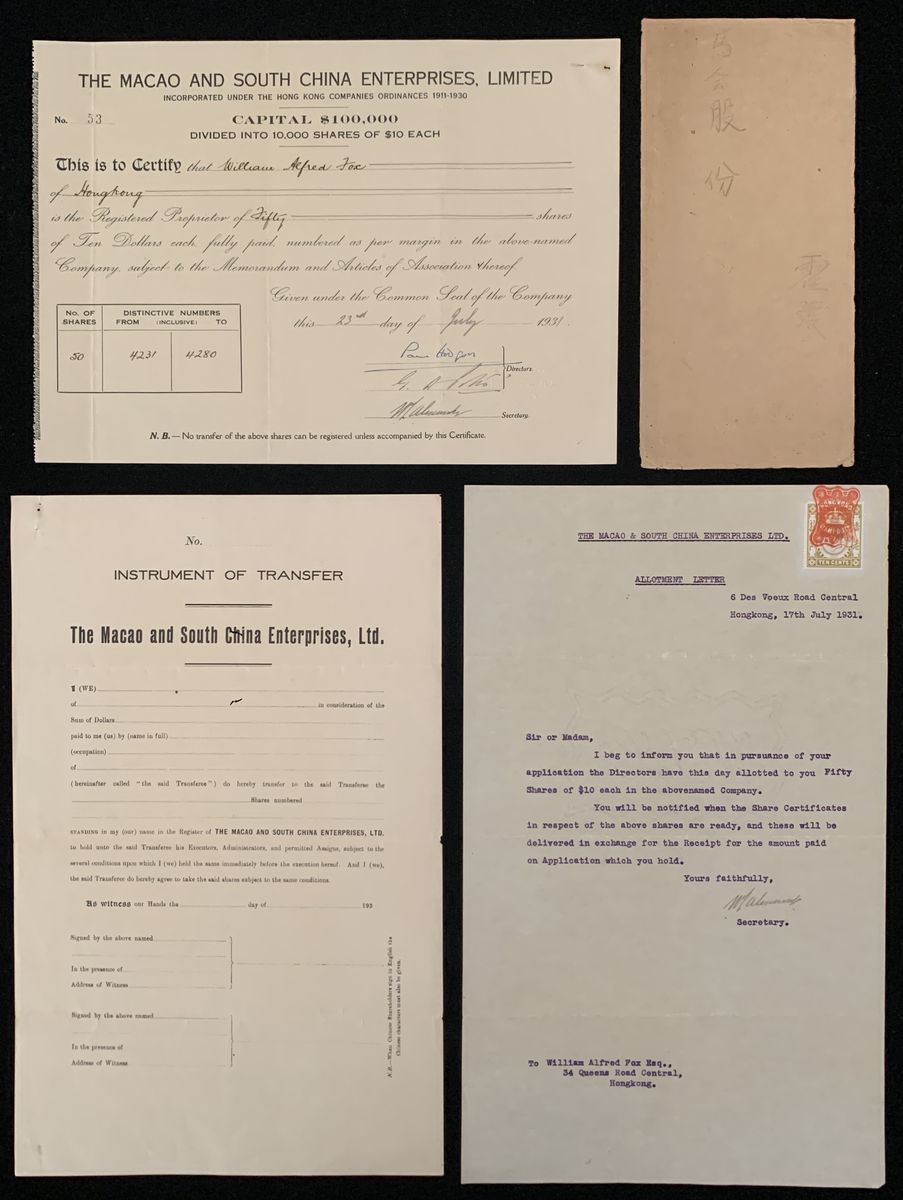 THE MACAO AND SOUTH CHINA ENTERPRISES, LIMITED
INCORPORATED UNDER THE HONG KONG COMPANIES ORDINANCES 1911-1930
No. 53
CAPITAL $100,000
DIVIDED INTO 10,000 SHARES OF $10 EACH
This is to Certify that William Alfred Fox
of Hongkong
is the Registered Proprietor of Fifty shares
of Ten Dollars each, fully paid, numbered as per margin in the above-named
Company, subject to the Memorandum and Articles of Association thereof.
Given under the Common Seal of the Company
this 23rd day of July 1931.
No. OF SHARES
DISTINCTIVE NUMBERS
FROM (INCLUSIVE) TO
50 4231 4280
Directors.
Secretary.
N. B.— No transfer of the above shares can be registered unless accompanied by this Certificate.
股
份
No.
INSTRUMENT OF TRANSFER
The Macao and South China Enterprises, Ltd.
I (WE)
of in consideration of the
Sum of Dollars
paid to me (us) by (name in full)
(occupation)
of
(hereinafter called "the said Transferee") do hereby transfer to the said Transferee the
Shares numbered
STANDING in my (our) name in the Register of THE MACAO AND SOUTH CHINA ENTERPRISES, LTD.
to hold unto the said Transferee his Executors, Administrators, and permitted Assigns, subject to the
several conditions upon which I (we) held the same immediately before the execution hereof. And I (we),
the said Transferee do hereby agree to take the said shares subject to the same conditions.
As witness our Hands the day of 193
Signed by the above named
In the presence of
Address of Witness
Signed by the above named
In the presence of
Address of Witness
N.B.—When Chinese Shareholders sign in English the
Chinese characters must also be given.
THE MACAO & SOUTH CHINA ENTERPRISES LTD.
TEN CENTS
ALLOTMENT LETTER
6 Des Voeux Road Central
Hongkong, 17th July 1931.
Sir or Madam,
I beg to inform you that in pursuance of your
application the Directors have this day allotted to you Fifty
Shares of $10 each in the abovenamed Company.
You will be notified when the Share Certificates
in respect of the above shares are ready, and these will be
delivered in exchange for the Receipt for the amount paid
on Application which you hold.
Yours faithfully,
Secretary.
To William Alfred Fox Esq.,
34 Queens Road Central,
Hongkong.